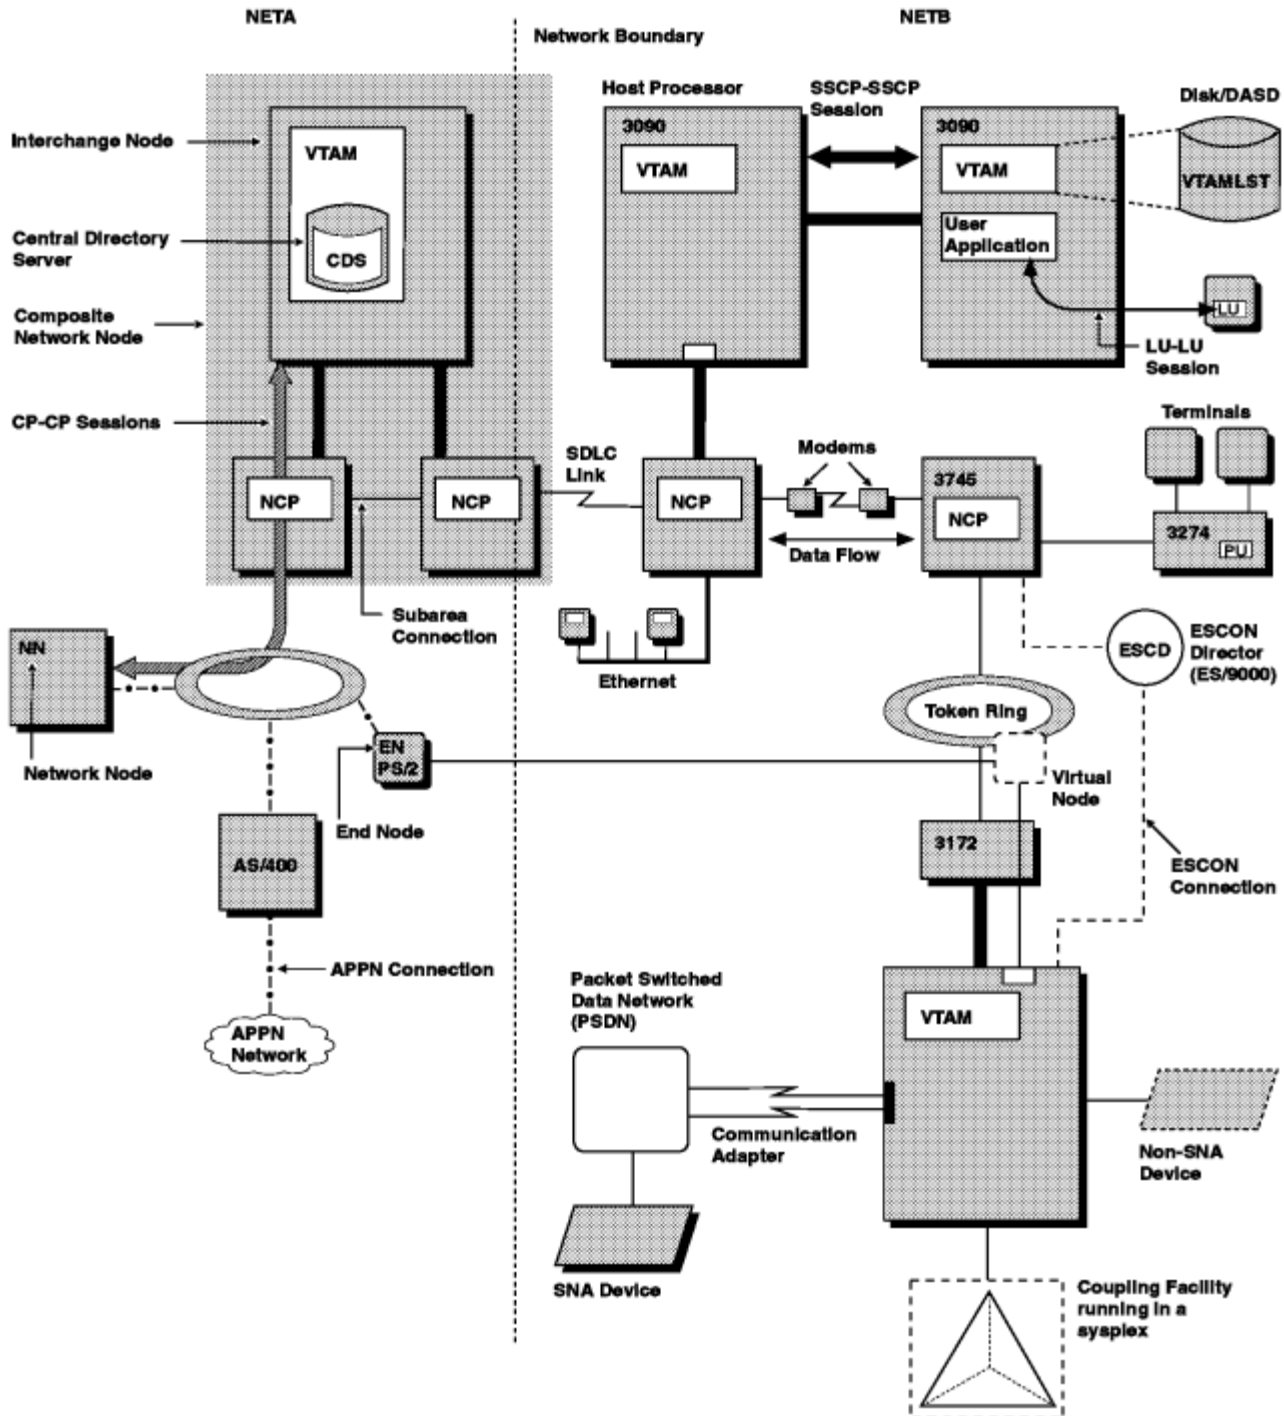 NETA
NETB
Network Boundary
Interchange Node
VTAM
Central Directory
Server
CDS
Composite
Network Node
CP-CP Sessions
NCP
NCP
Subarea
Connection
NN
Network Node
EN
PS/2
End Node
AS/400
APPN Connection
APPN
Network
Host Processor
3090
VTAM
SSCP-SSCP
Session
3090
VTAM
User
Application
Disk/DASD
VTAMLST
LU
LU-LU
Session
Terminals
SDLC
Link
NCP
Modems
Data Flow
3745
NCP
3274
PU
Ethernet
ESCD
ESCON
Director
(ES/9000)
Token Ring
Virtual
Node
3172
ESCON
Connection
Packet Switched
Data Network
(PSDN)
VTAM
Communication
Adapter
Non-SNA
Device
SNA Device
Coupling Facility
running in a
sysplex